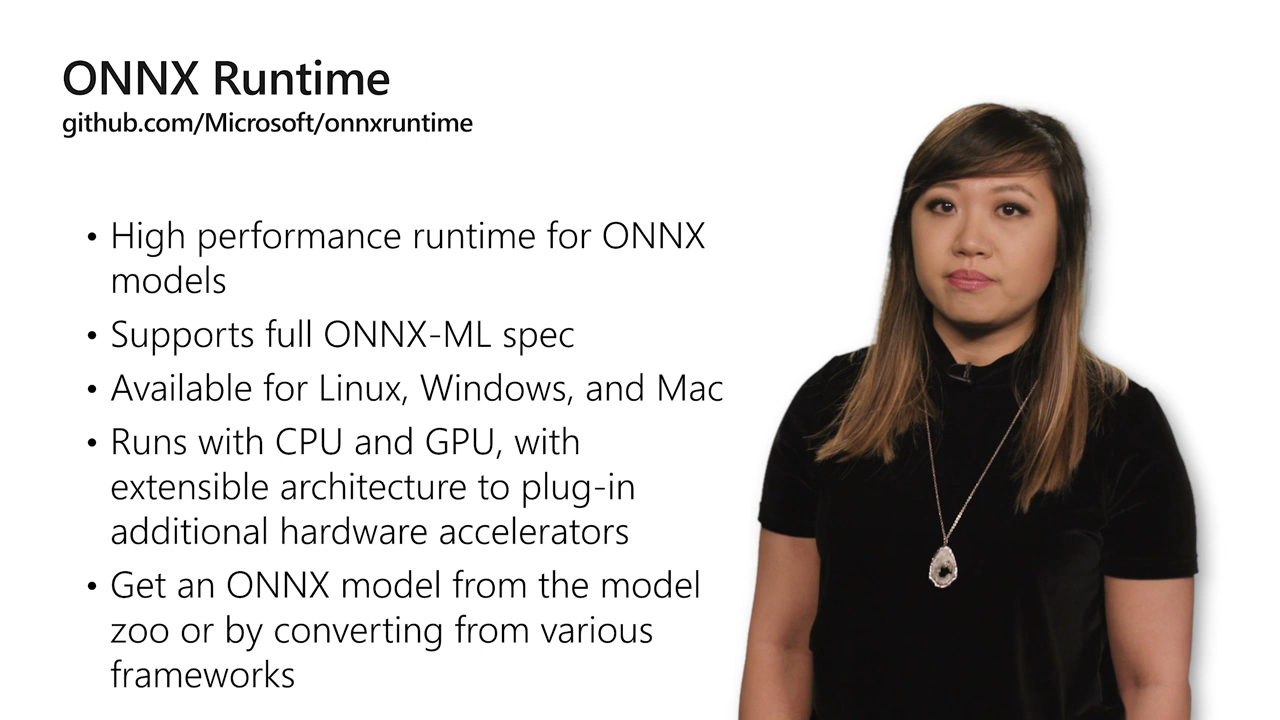 ONNX Runtime
github.com/Microsoft/onnxruntime
• High performance runtime for ONNX
models
• Supports full ONNX-ML spec
• Available for Linux, Windows, and Mac
• Runs with CPU and GPU, with
extensible architecture to plug-in
additional hardware accelerators
• Get an ONNX model from the model
zoo or by converting from various
frameworks